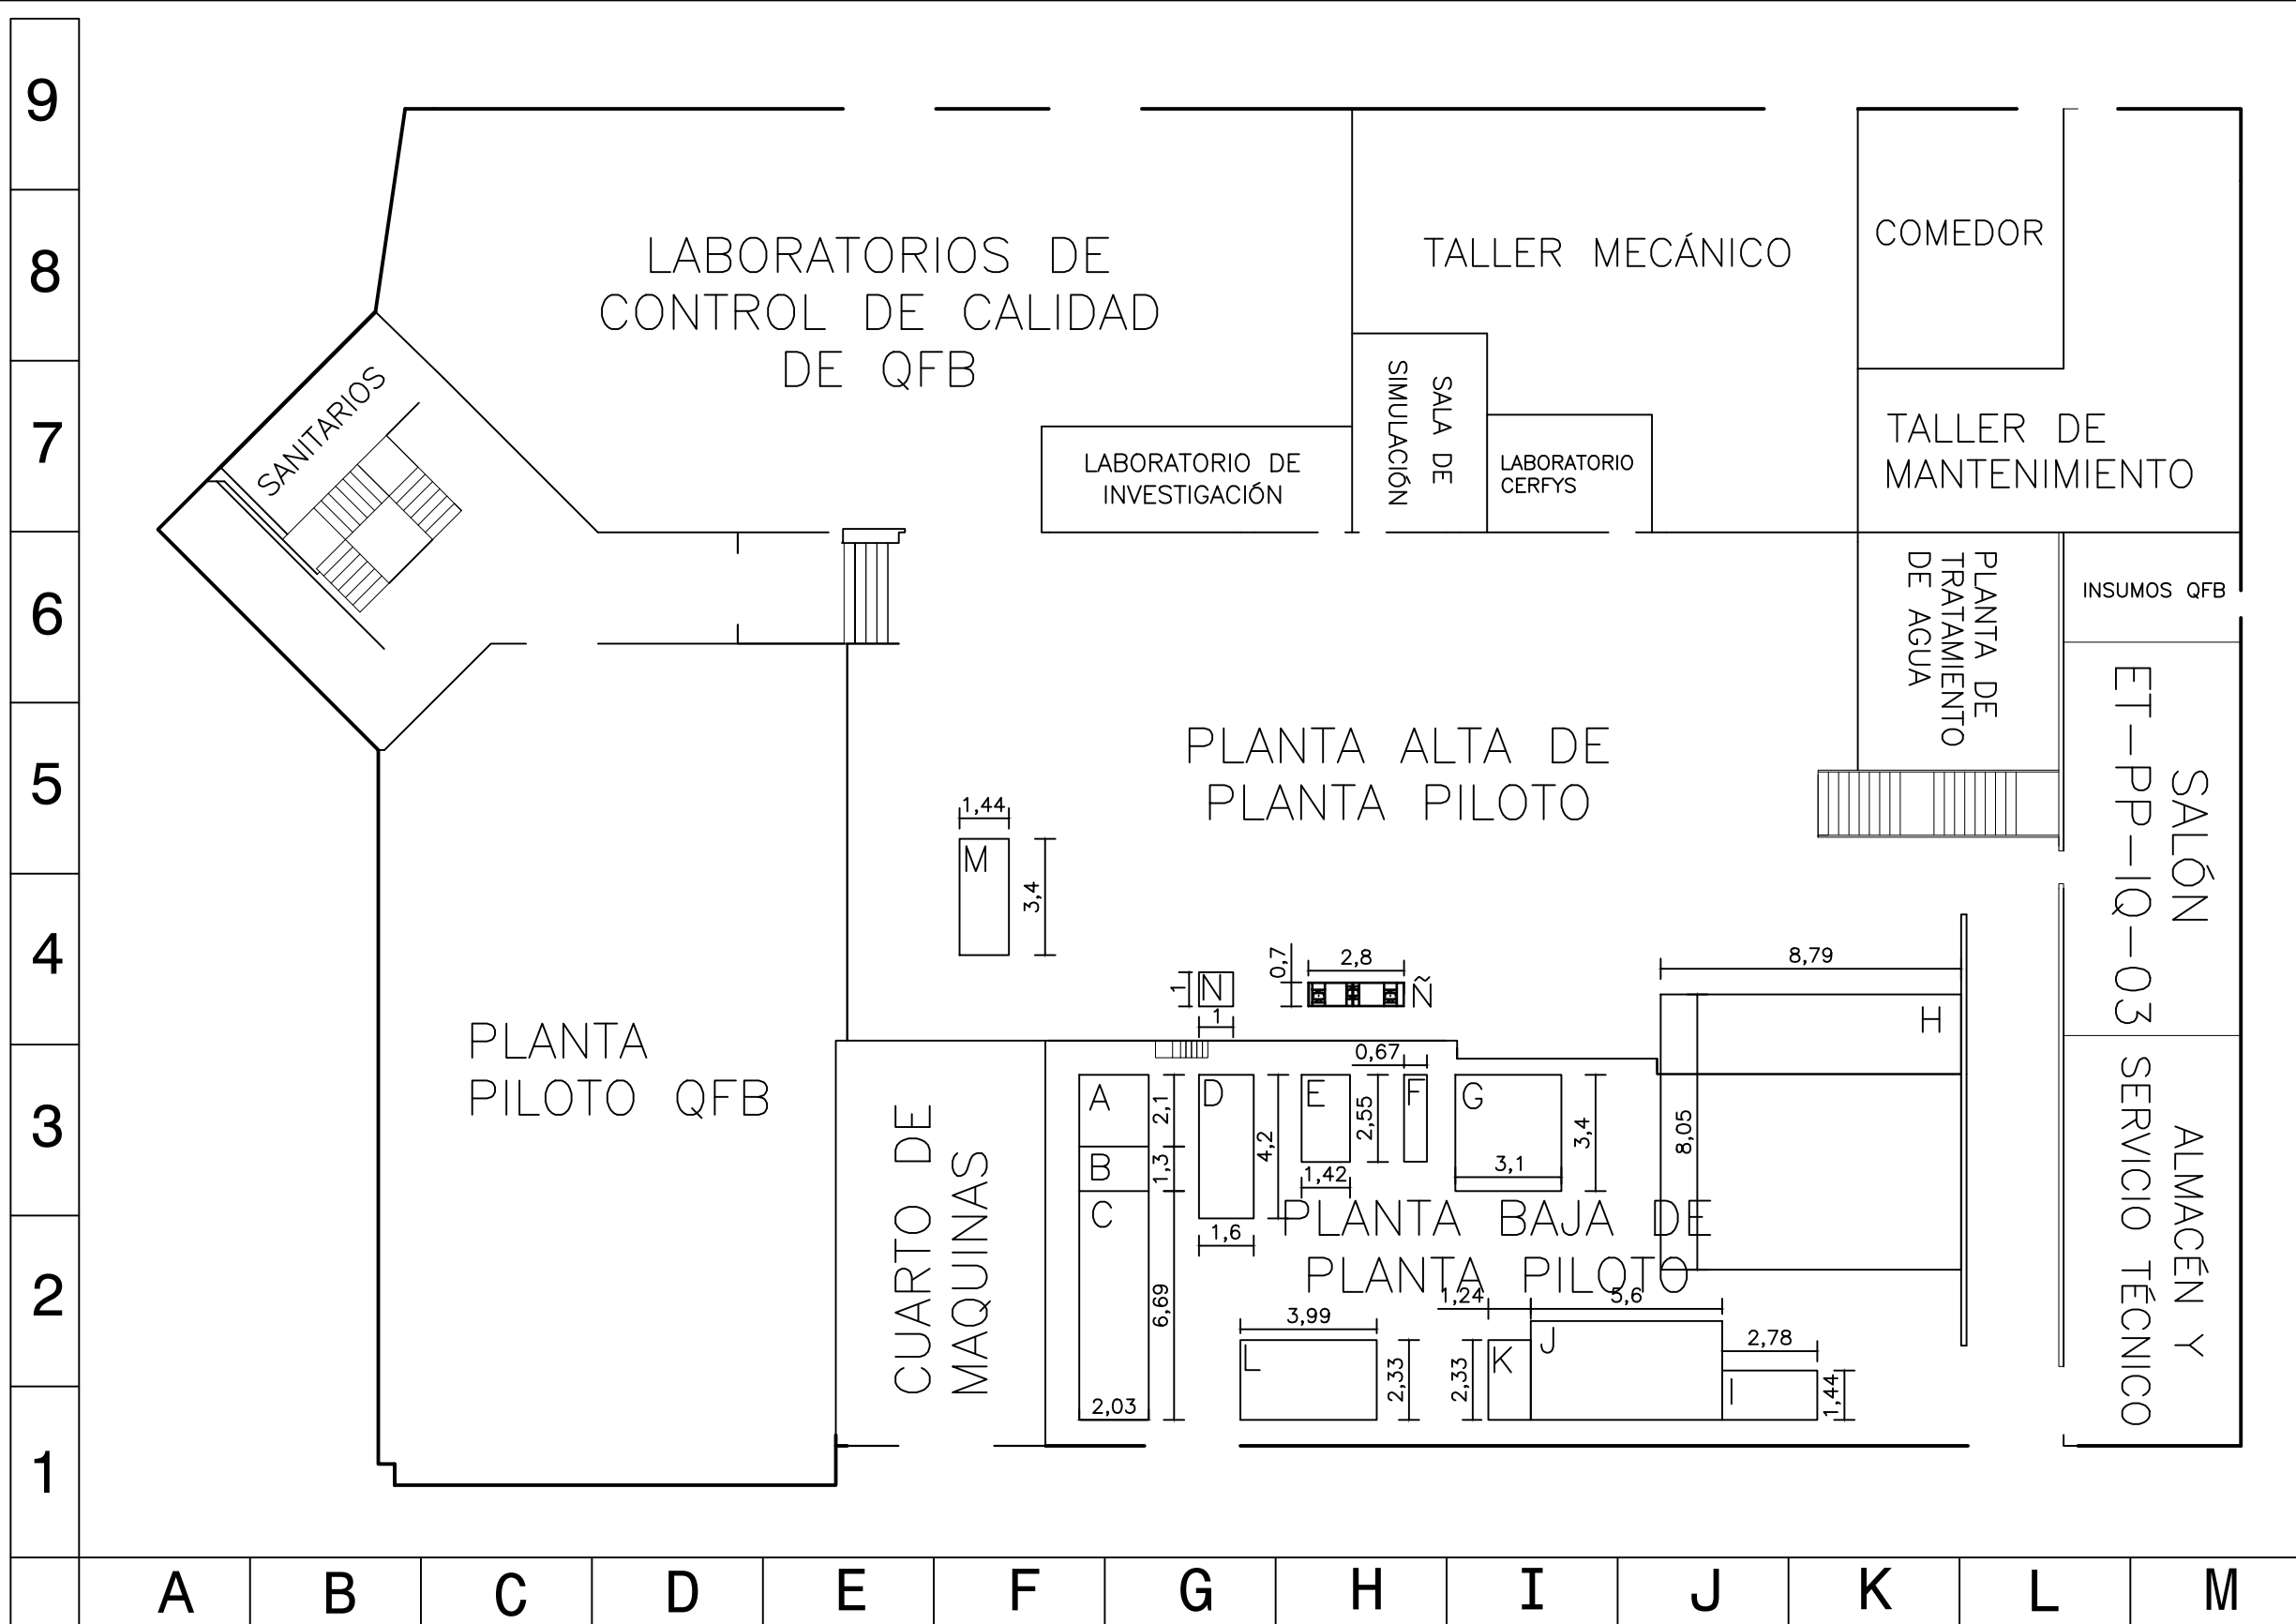 9
8
7
6
5
4
3
2
1
A
B
C
D
E
F
G
H
I
J
K
L
M
LABORATORIOS DE
CONTROL DE CALIDAD
DE QFB
TALLER MECÁNICO
COMEDOR
SANITARIOS
LABORATORIO DE
INVESTIGACIÓN
SALA DE
SIMULACIÓN
LABORATORIO
CERFYS
TALLER DE
MANTENIMIENTO
PLANTA DE
TRATAMIENTO
DE AGUA
INSUMOS QFB
SALÓN
ET-PP-IQ-03
PLANTA ALTA DE
PLANTA PILOTO
1,44
M
3,4
1
N
1
0,7
2,8
Ñ
8,79
H
8,05
PLANTA
PILOTO QFB
CUARTO DE
MAQUINAS
A
2,1
B
1,3
C
6,69
2,03
D
4,2
1,6
E
2,55
1,42
0,67
F
G
3,4
3,1
PLANTA BAJA DE
PLANTA PILOTO
3,99
L
2,33
1,24
K
2,33
5,6
J
2,78
I
1,44
ALMACÉN Y
SERVICIO TÉCNICO